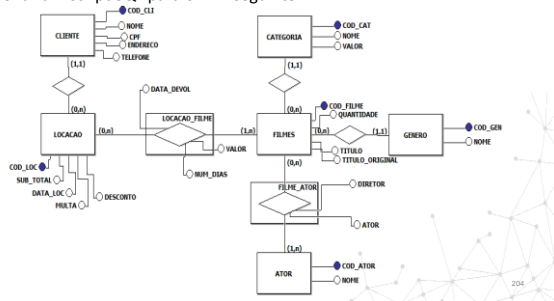 COD_CLI
NOME
CPF
ENDERECO
TELEFONE
CLIENTE
(1,1)
(0,n)
COD_CAT
NOME
VALOR
CATEGORIA
(1,1)
(0,n)
DATA_DEVOL
LOCACAO_FILME
LOCACAO
(0,n)
(1,n)
VALOR
NUM_DIAS
COD_LOC
SUB_TOTAL
DATA_LOC
MULTA
DESCONTO
COD_FILME
QUANTIDADE
FILMES
(0,n)
(1,1)
TITULO
TITULO_ORIGINAL
GENERO
COD_GEN
NOME
(0,n)
FILME_ATOR
DIRETOR
ATOR
(1,n)
ATOR
COD_ATOR
NOME
204